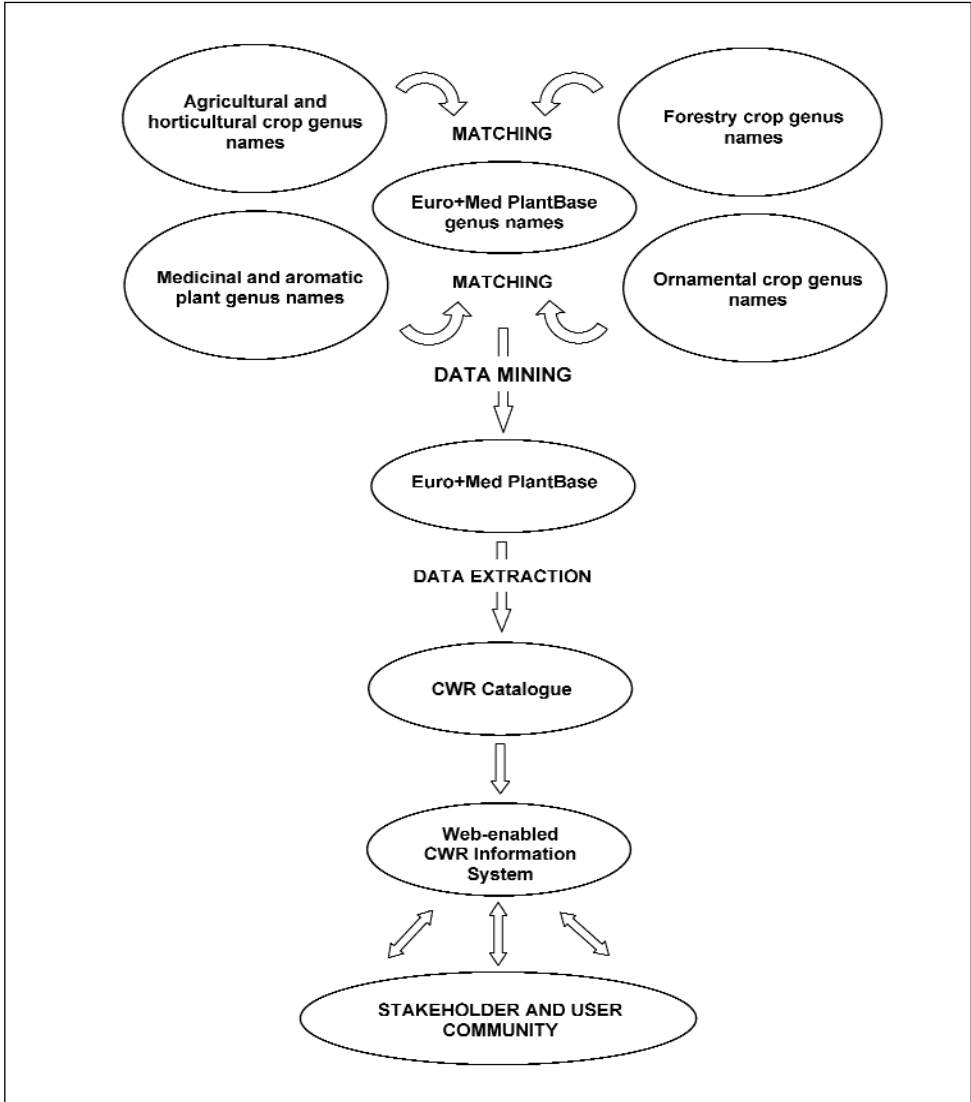 Agricultural and
horticultural crop genus
names
Forestry crop genus
names
MATCHING
Euro+Med PlantBase
genus names
Medicinal and aromatic
plant genus names
MATCHING
Ornamental crop genus
names
DATA MINING
Euro+Med PlantBase
DATA EXTRACTION
CWR Catalogue
Web-enabled
CWR Information
System
STAKEHOLDER AND USER
COMMUNITY